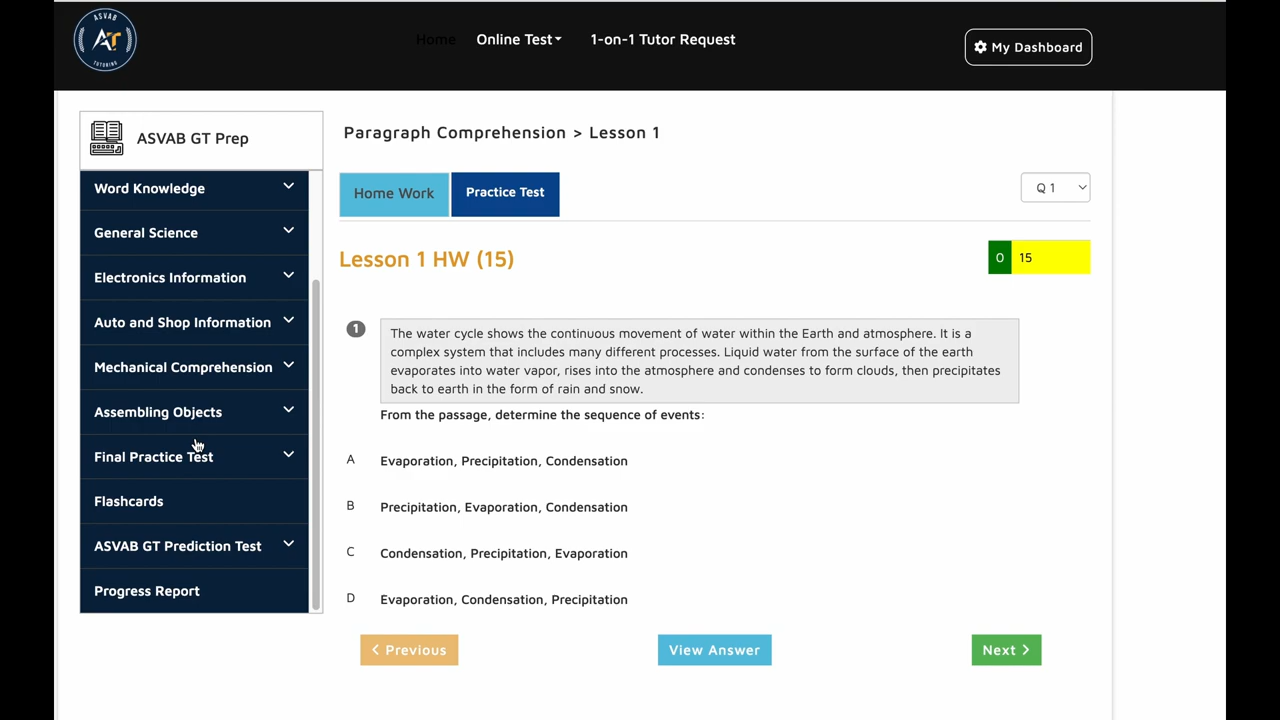 ASVAB
AT
TUTORING
Home
Online Test
1-on-1 Tutor Request
My Dashboard
ASVAB GT Prep
Word Knowledge
General Science
Electronics Information
Auto and Shop Information
Mechanical Comprehension
Assembling Objects
Final Practice Test
Flashcards
ASVAB GT Prediction Test
Progress Report
Paragraph Comprehension > Lesson 1
Home Work
Practice Test
Q 1
Lesson 1 HW (15)
0
15
1
The water cycle shows the continuous movement of water within the Earth and atmosphere. It is a
complex system that includes many different processes. Liquid water from the surface of the earth
evaporates into water vapor, rises into the atmosphere and condenses to form clouds, then precipitates
back to earth in the form of rain and snow.
From the passage, determine the sequence of events:
A Evaporation, Precipitation, Condensation
B Precipitation, Evaporation, Condensation
C Condensation, Precipitation, Evaporation
D Evaporation, Condensation, Precipitation
< Previous
View Answer
Next >